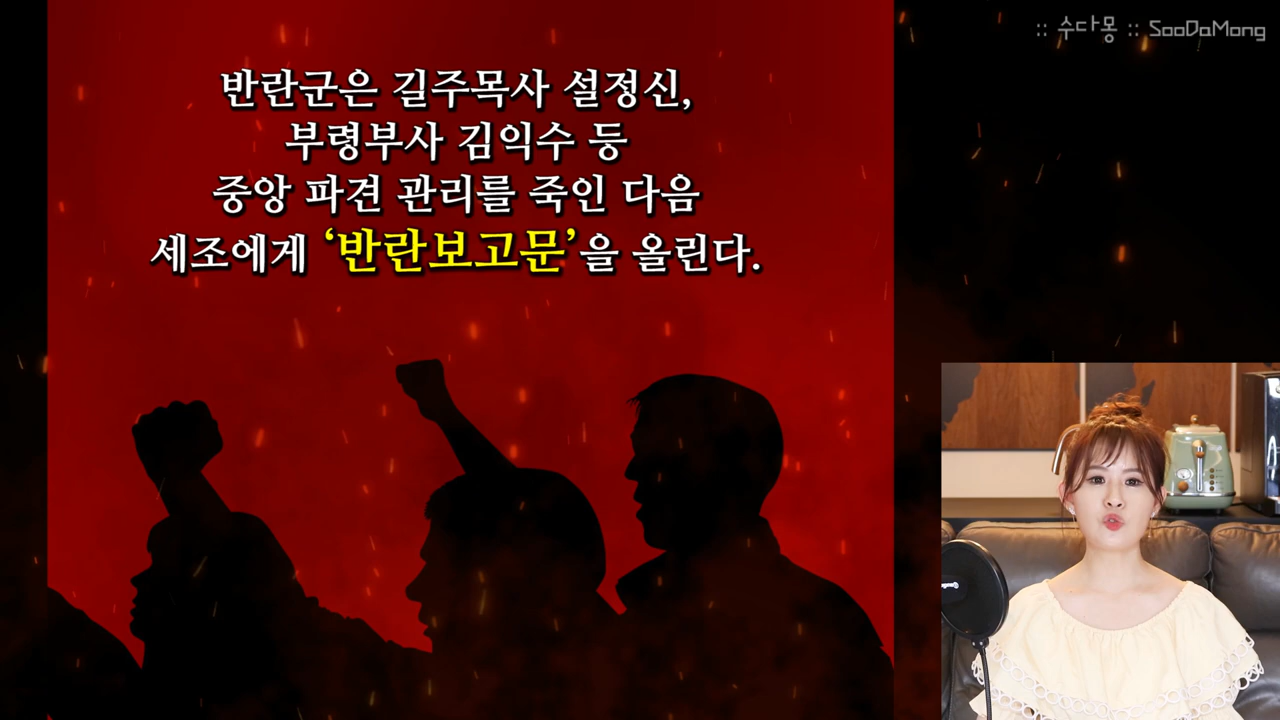 :: 수다몽 :: SooDaMong
반란군은 길주목사 설정신,
부령부사 김익수 등
중앙 파견 관리를 죽인 다음
세조에게 ‘반란보고문’을 올린다.